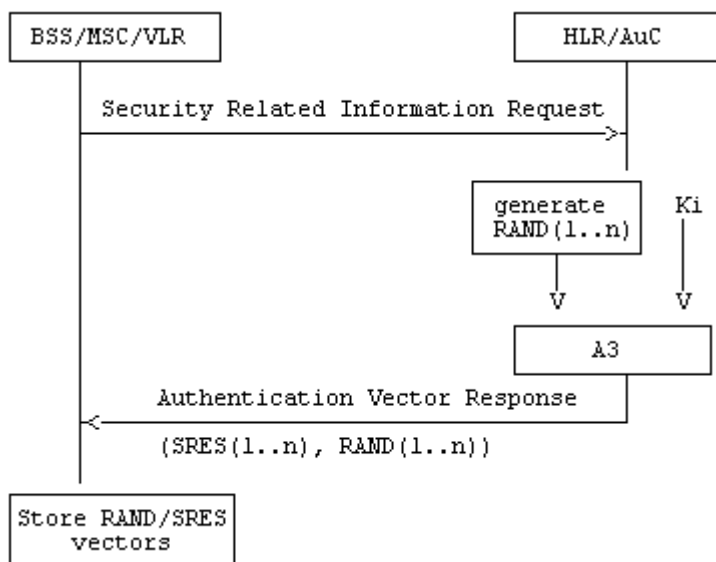 BSS/MSC/VLR
HLR/AuC
Security Related Information Request
generate
RAND(1..n)
Ki
A3
Authentication Vector Response
(SRES(1..n), RAND(1..n))
Store RAND/SRES
vectors